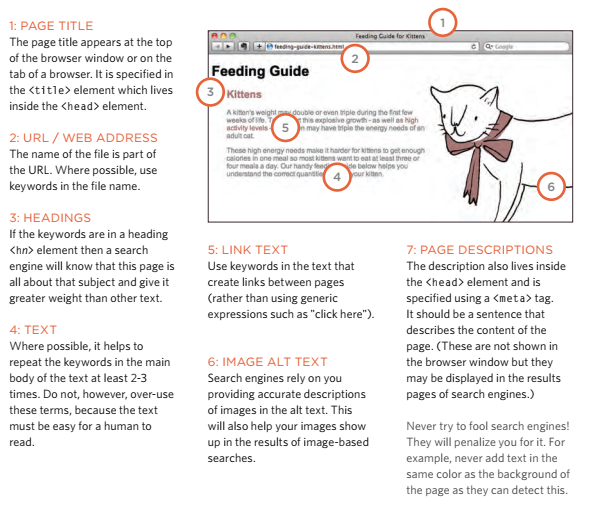 1: PAGE TITLE
The page title appears at the top
of the browser window or on the
tab of a browser. It is specified in
the <title> element which lives
inside the <head> element.
2: URL / WEB ADDRESS
The name of the file is part of
the URL. Where possible, use
keywords in the file name.
3: HEADINGS
If the keywords are in a heading
<hn> element then a search
engine will know that this page is
all about that subject and give it
greater weight than other text.
4: TEXT
Where possible, it helps to
repeat the keywords in the main
body of the text at least 2-3
times. Do not, however, over-use
these terms, because the text
must be easy for a human to
read.
1
Feeding Guide for Kittens
feeding-guide-kittens.html
Google
2
Feeding Guide
3
Kittens
A kitten's weight may double or even triple during the first few
weeks of life. To this explosive growth - as well as high
activity levels - 5 may have triple the energy needs of an
adult cat.
These high energy needs make it harder for kittens to get enough
calories in one meal so most kittens want to eat at least three or
four meals a day. Our handy feeding guide below helps you
understand the correct 4 your kitten.
6
5: LINK TEXT
Use keywords in the text that
create links between pages
(rather than using generic
expressions such as "click here").
6: IMAGE ALT TEXT
Search engines rely on you
providing accurate descriptions
of images in the alt text. This
will also help your images show
up in the results of image-based
searches.
7: PAGE DESCRIPTIONS
The description also lives inside
the <head> element and is
specified using a <meta> tag.
It should be a sentence that
describes the content of the
page. (These are not shown in
the browser window but they
may be displayed in the results
pages of search engines.)
Never try to fool search engines!
They will penalize you for it. For
example, never add text in the
same color as the background of
the page as they can detect this.